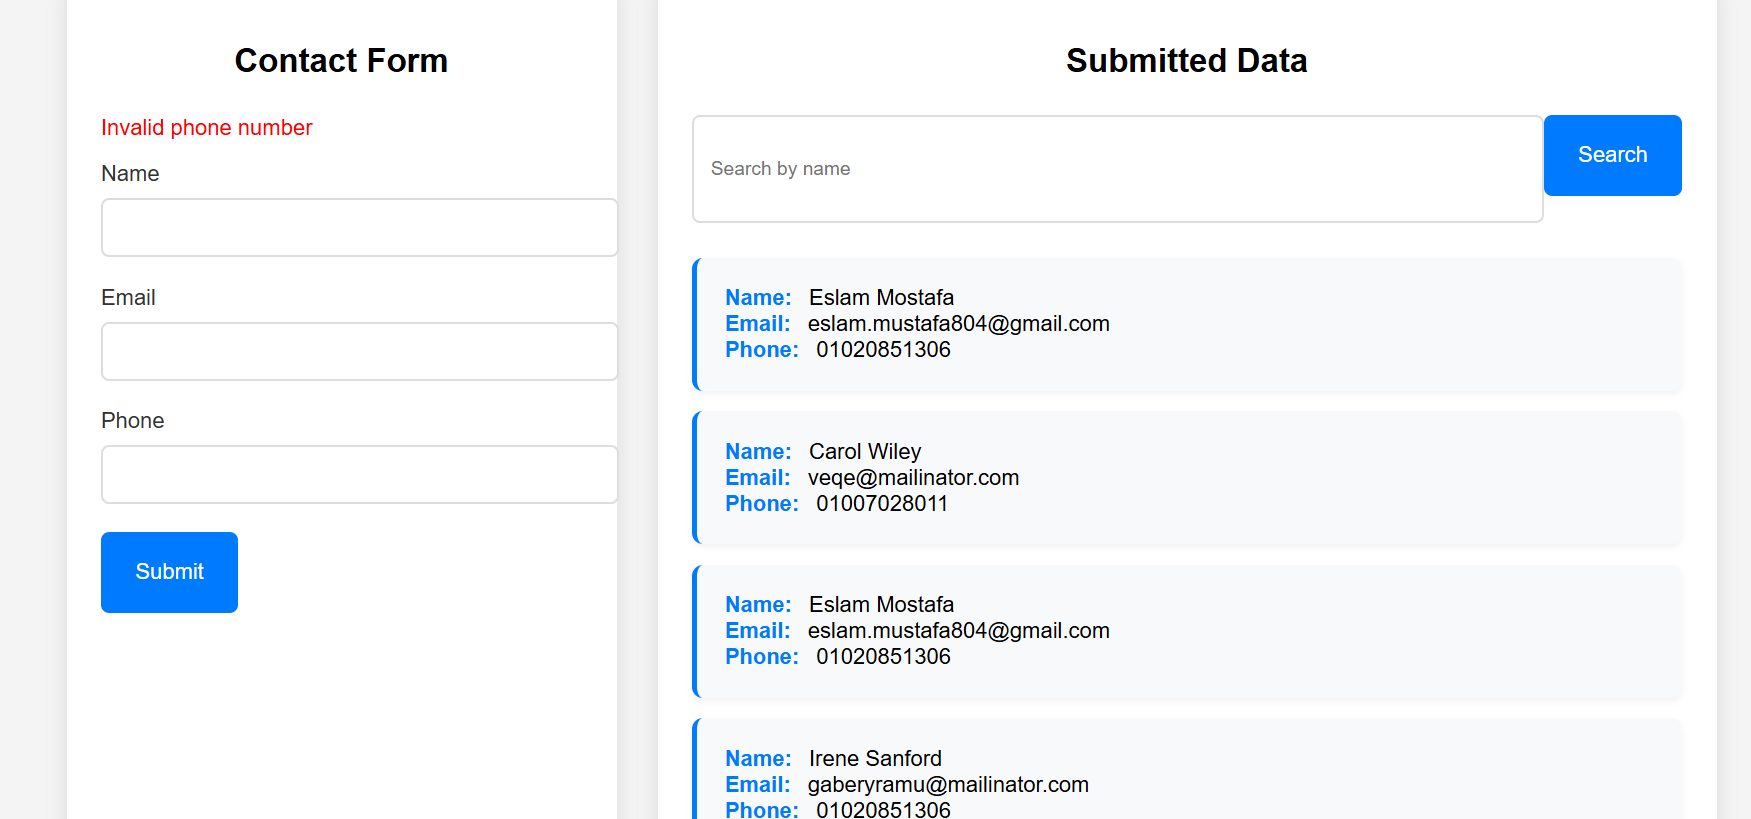 Contact Form
Invalid phone number
Name
Email
Phone
Submit
Submitted Data
Search by name
Search
Name: Eslam Mostafa
Email: eslam.mustafa804@gmail.com
Phone: 01020851306
Name: Carol Wiley
Email: veqe@mailinator.com
Phone: 01007028011
Name: Eslam Mostafa
Email: eslam.mustafa804@gmail.com
Phone: 01020851306
Name: Irene Sanford
Email: gaberyramu@mailinator.com
Phone: 01020851306